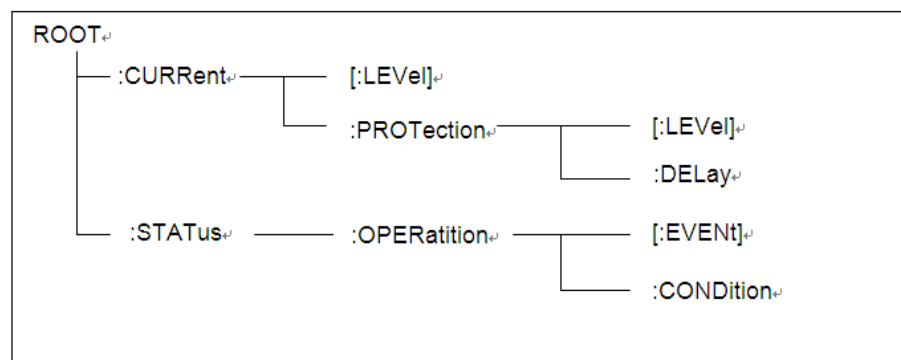 ROOT↵
:CURRent↵ [:LEVel]↵
:PROTection↵ [:LEVel]↵
:DELay↵
:STATus↵ :OPERatition↵ [:EVENt]↵
:CONDition↵